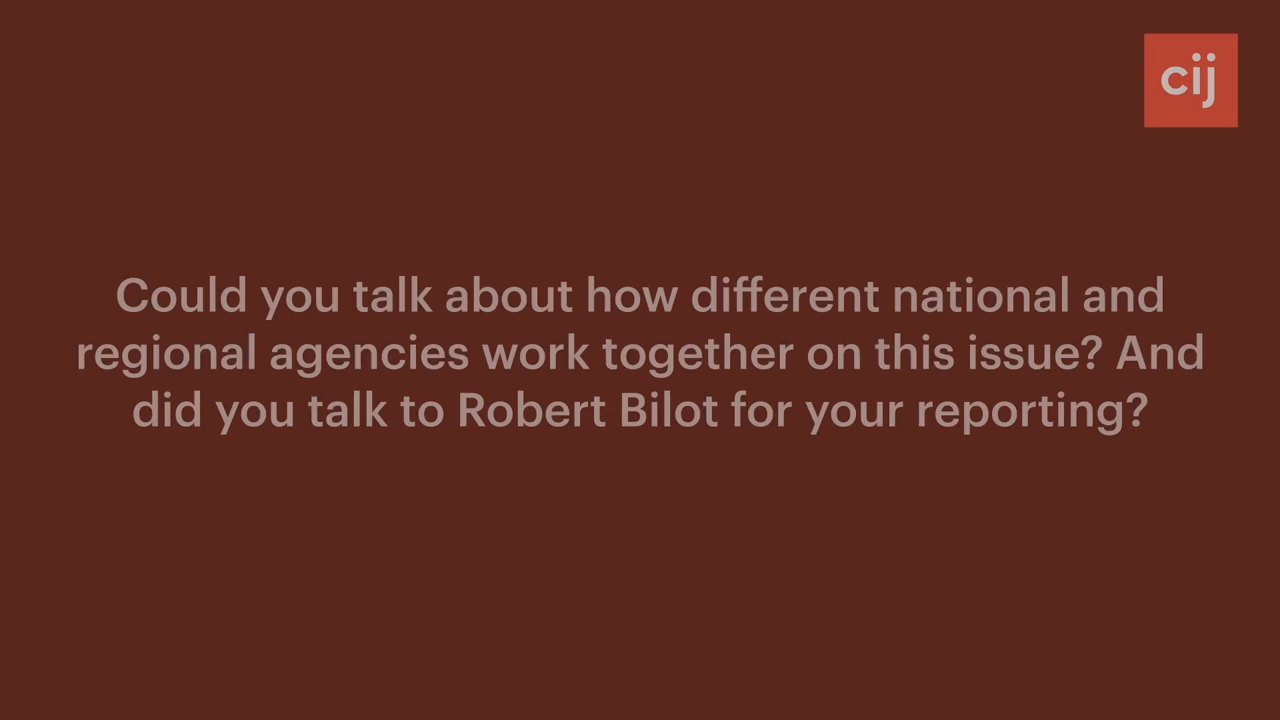 cij
Could you talk about how different national and
regional agencies work together on this issue? And
did you talk to Robert Bilot for your reporting?